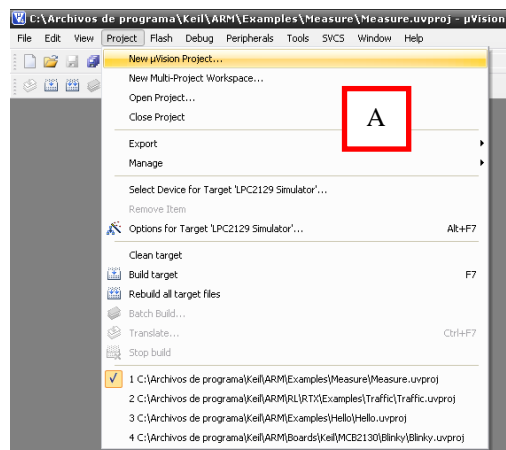 C:\Archivos de programa\Keil\ARM\Examples\Measure\Measure.uvproj - µVision
File Edit View Project Flash Debug Peripherals Tools SVCS Window Help
New µVision Project...
New Multi-Project Workspace...
Open Project...
Close Project
A
Export
Manage
Select Device for Target 'LPC2129 Simulator'...
Remove Item
Options for Target 'LPC2129 Simulator'... Alt+F7
Clean target
Build target F7
Rebuild all target files
Batch Build...
Translate... Ctrl+F7
Stop build
1 C:\Archivos de programa\Keil\ARM\Examples\Measure\Measure.uvproj
2 C:\Archivos de programa\Keil\ARM\RL\RTX\Examples\Traffic\Traffic.uvproj
3 C:\Archivos de programa\Keil\ARM\Examples\Hello\Hello.uvproj
4 C:\Archivos de programa\Keil\ARM\Boards\Keil\MCB2130\Blinky\Blinky.uvproj